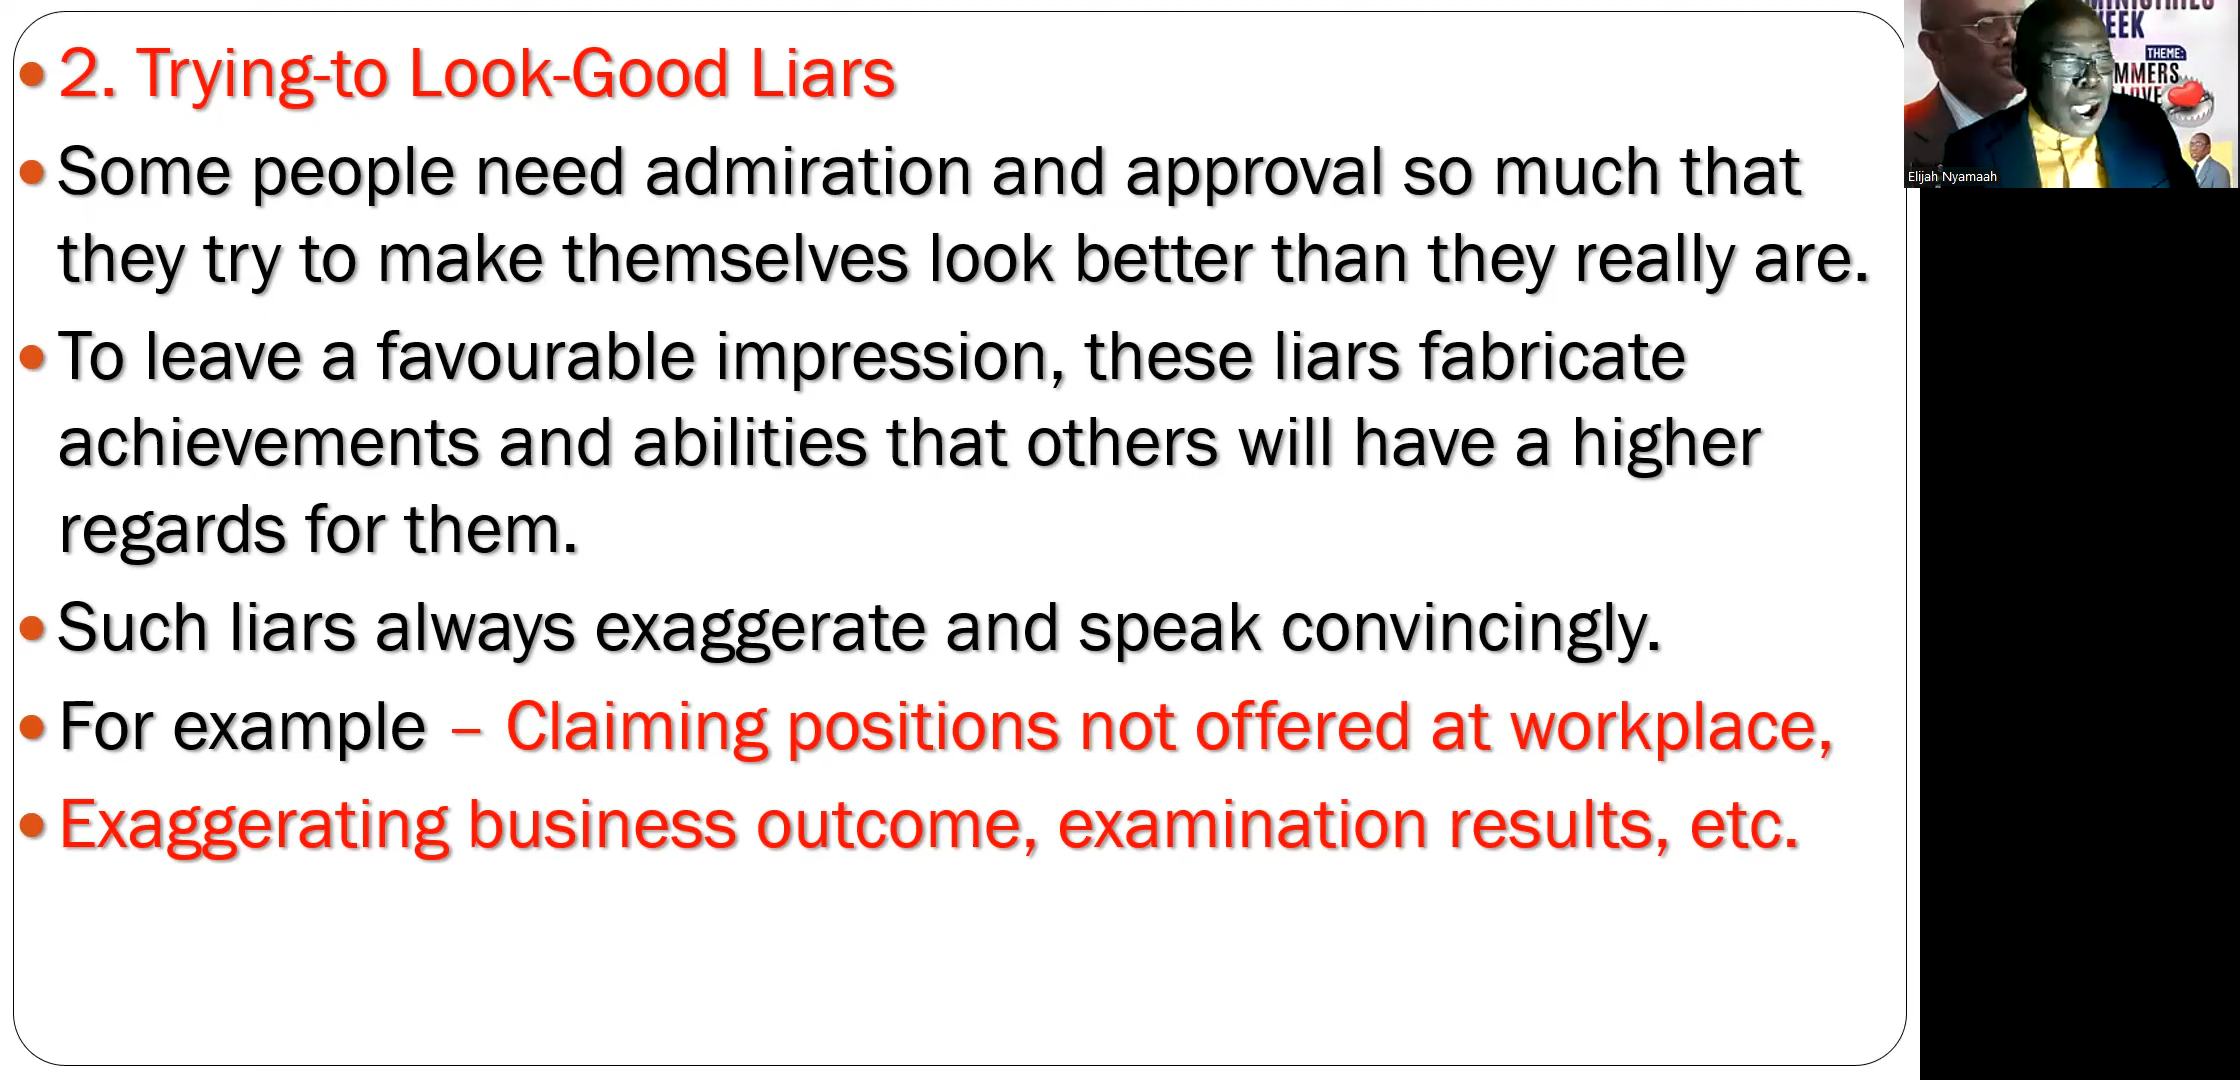 2. Trying-to Look-Good Liars
Some people need admiration and approval so much that
they try to make themselves look better than they really are.
To leave a favourable impression, these liars fabricate
achievements and abilities that others will have a higher
regards for them.
Such liars always exaggerate and speak convincingly.
For example – Claiming positions not offered at workplace,
Exaggerating business outcome, examination results, etc.
THEME:
Elijah Nyamaah